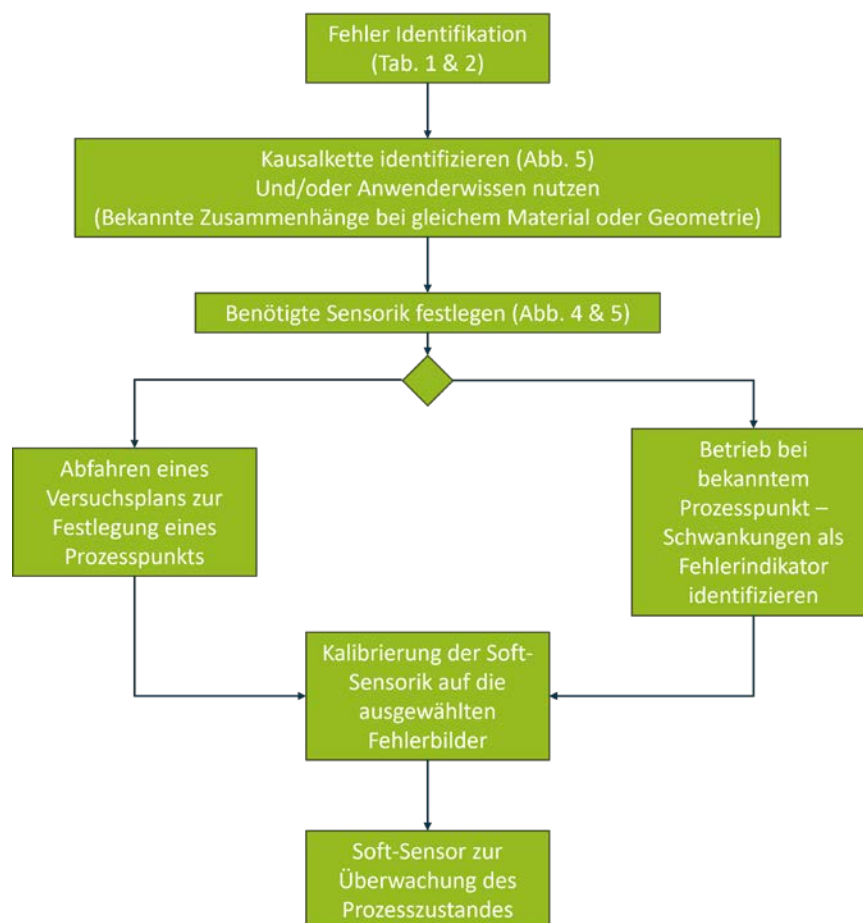 Fehler Identifikation
(Tab. 1 & 2)
Kausalkette identifizieren (Abb. 5)
Und/oder Anwenderwissen nutzen
(Bekannte Zusammenhänge bei gleichem Material oder Geometrie)
Benötigte Sensorik festlegen (Abb. 4 & 5)
Abfahren eines
Versuchsplans zur
Festlegung eines
Prozesspunkts
Betrieb bei
bekanntem
Prozesspunkt –
Schwankungen als
Fehlerindikator
identifizieren
Kalibrierung der Soft-
Sensorik auf die
ausgewählten
Fehlerbilder
Soft-Sensor zur
Überwachung des
Prozesszustandes